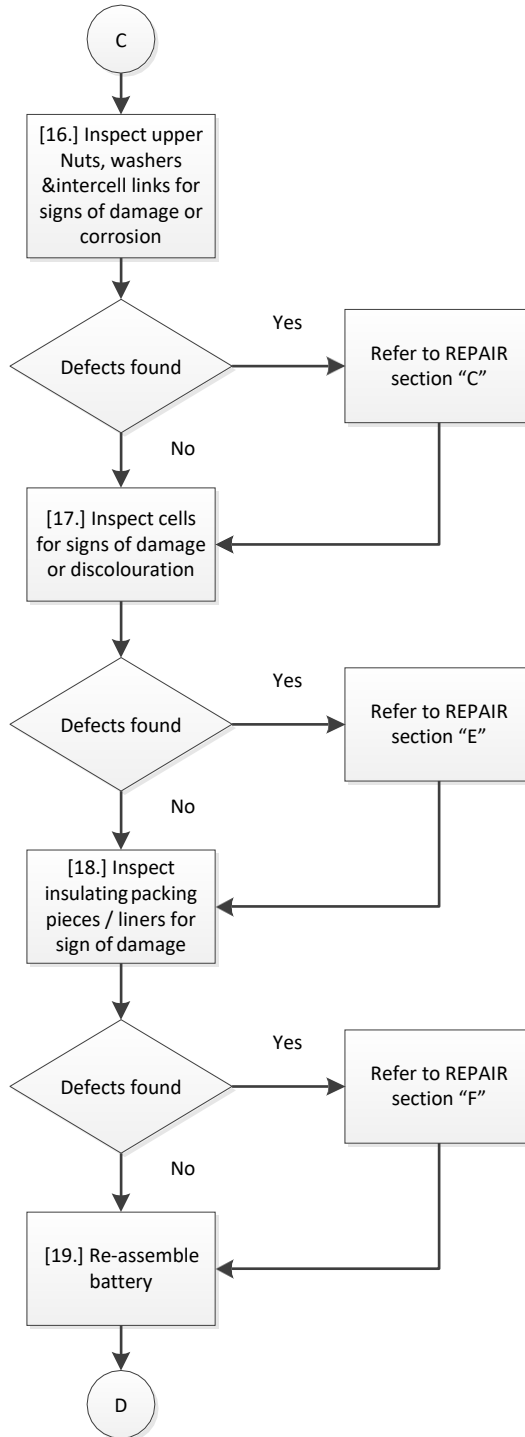 C
[16.] Inspect upper
Nuts, washers
&intercell links for
signs of damage or
corrosion
Defects found
Yes
Refer to REPAIR
section “C”
No
[17.] Inspect cells
for signs of damage
or discolouration
Defects found
Yes
Refer to REPAIR
section “E”
No
[18.] Inspect
insulating packing
pieces / liners for
sign of damage
Defects found
Yes
Refer to REPAIR
section “F”
No
[19.] Re-assemble
battery
D